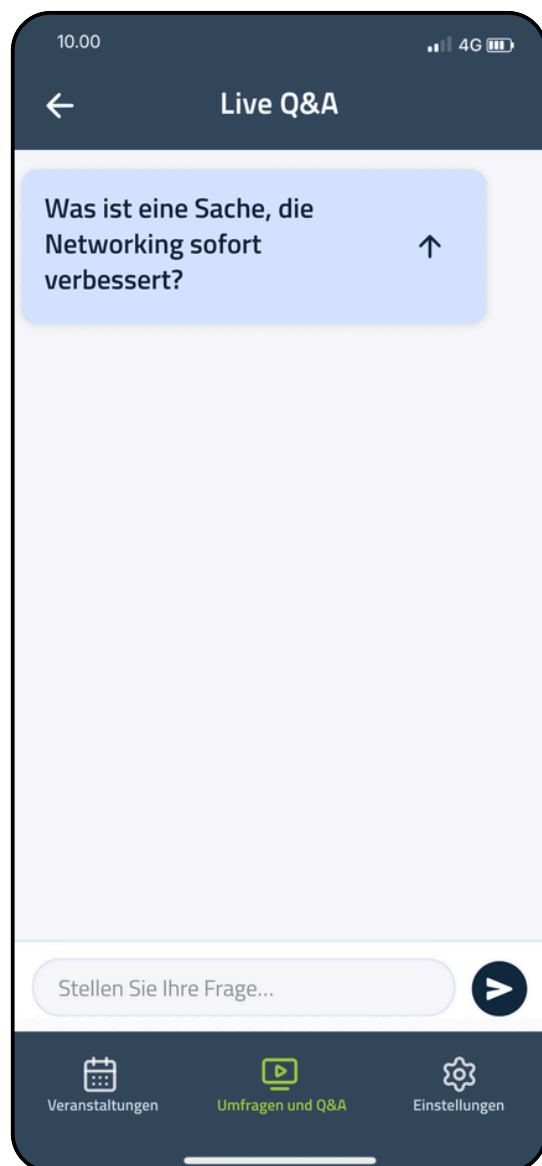 10.00
4G
Live Q&A
Was ist eine Sache, die
Networking sofort
verbessert?
Stellen Sie Ihre Frage...
Veranstaltungen
Umfragen und Q&A
Einstellungen